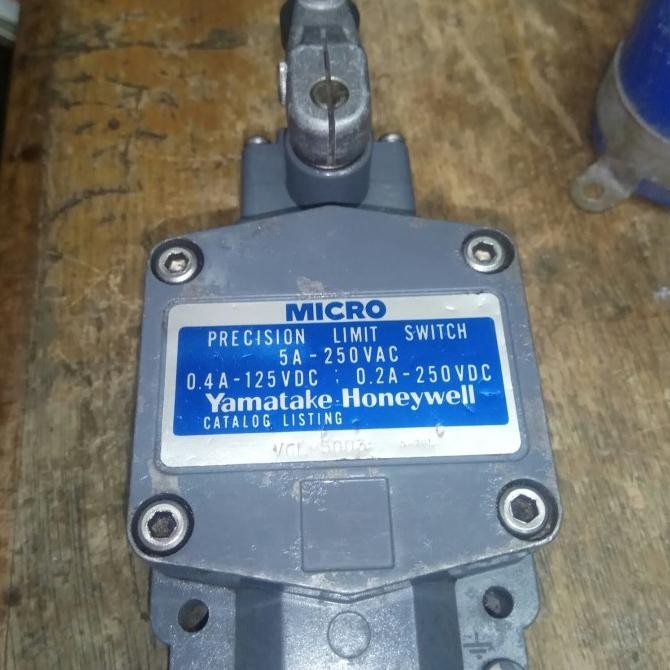 MICRO
PRECISION LIMIT SWITCH
5A-250VAC
0.4A-125VDC ; 0.2A-250VDC
Yamatake-Honeywell
CATALOG LISTING